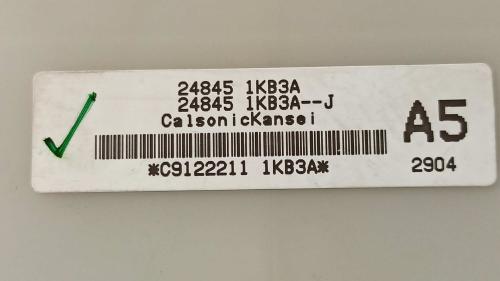 24845 1KB3A
24845 1KB3A--J
CalsonicKansei
A5
*C9122211 1KB3A*
2904